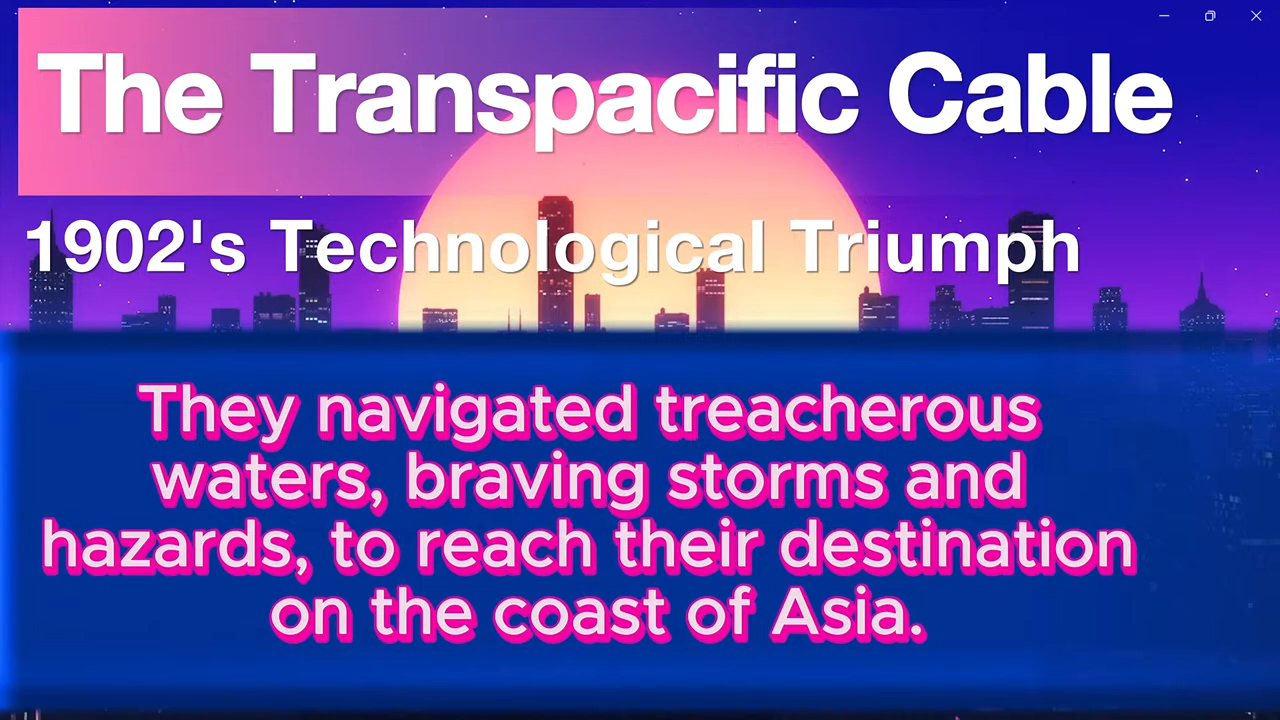 The Transpacific Cable
1902's Technological Triumph
They navigated treacherous
waters, braving storms and
hazards, to reach their destination
on the coast of Asia.